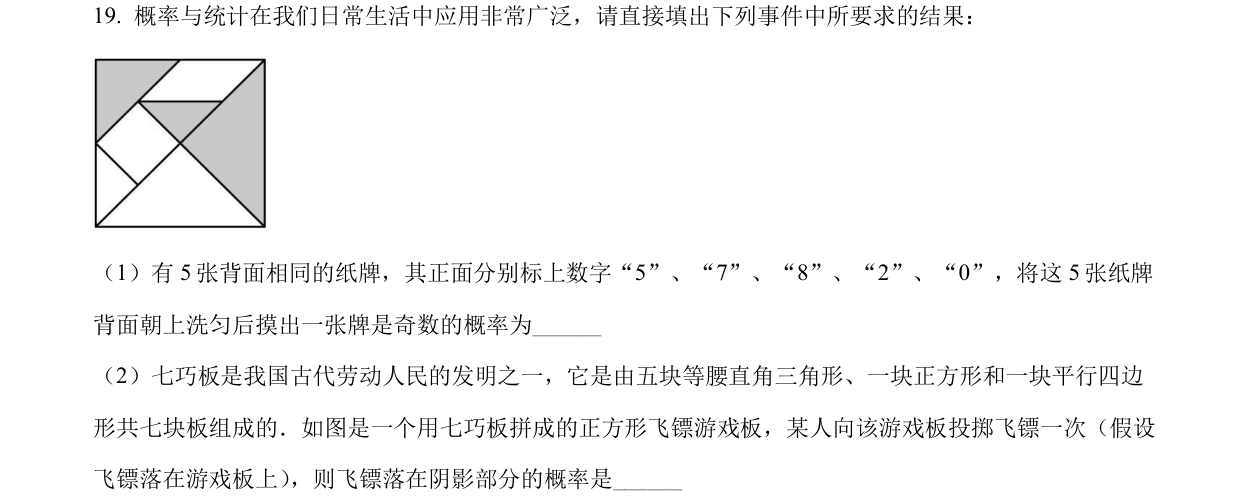 19. 概率与统计在我们日常生活中应用非常广泛，请直接填出下列事件中所要求的结果：
（1）有 5 张背面相同的纸牌，其正面分别标上数字“5”、“7”、“8”、“2”、“0”，将这 5 张纸牌
背面朝上洗匀后摸出一张牌是奇数的概率为______
（2）七巧板是我国古代劳动人民的发明之一，它是由五块等腰直角三角形、一块正方形和一块平行四边
形共七块板组成的．如图是一个用七巧板拼成的正方形飞镖游戏板，某人向该游戏板投掷飞镖一次（假设
飞镖落在游戏板上），则飞镖落在阴影部分的概率是______